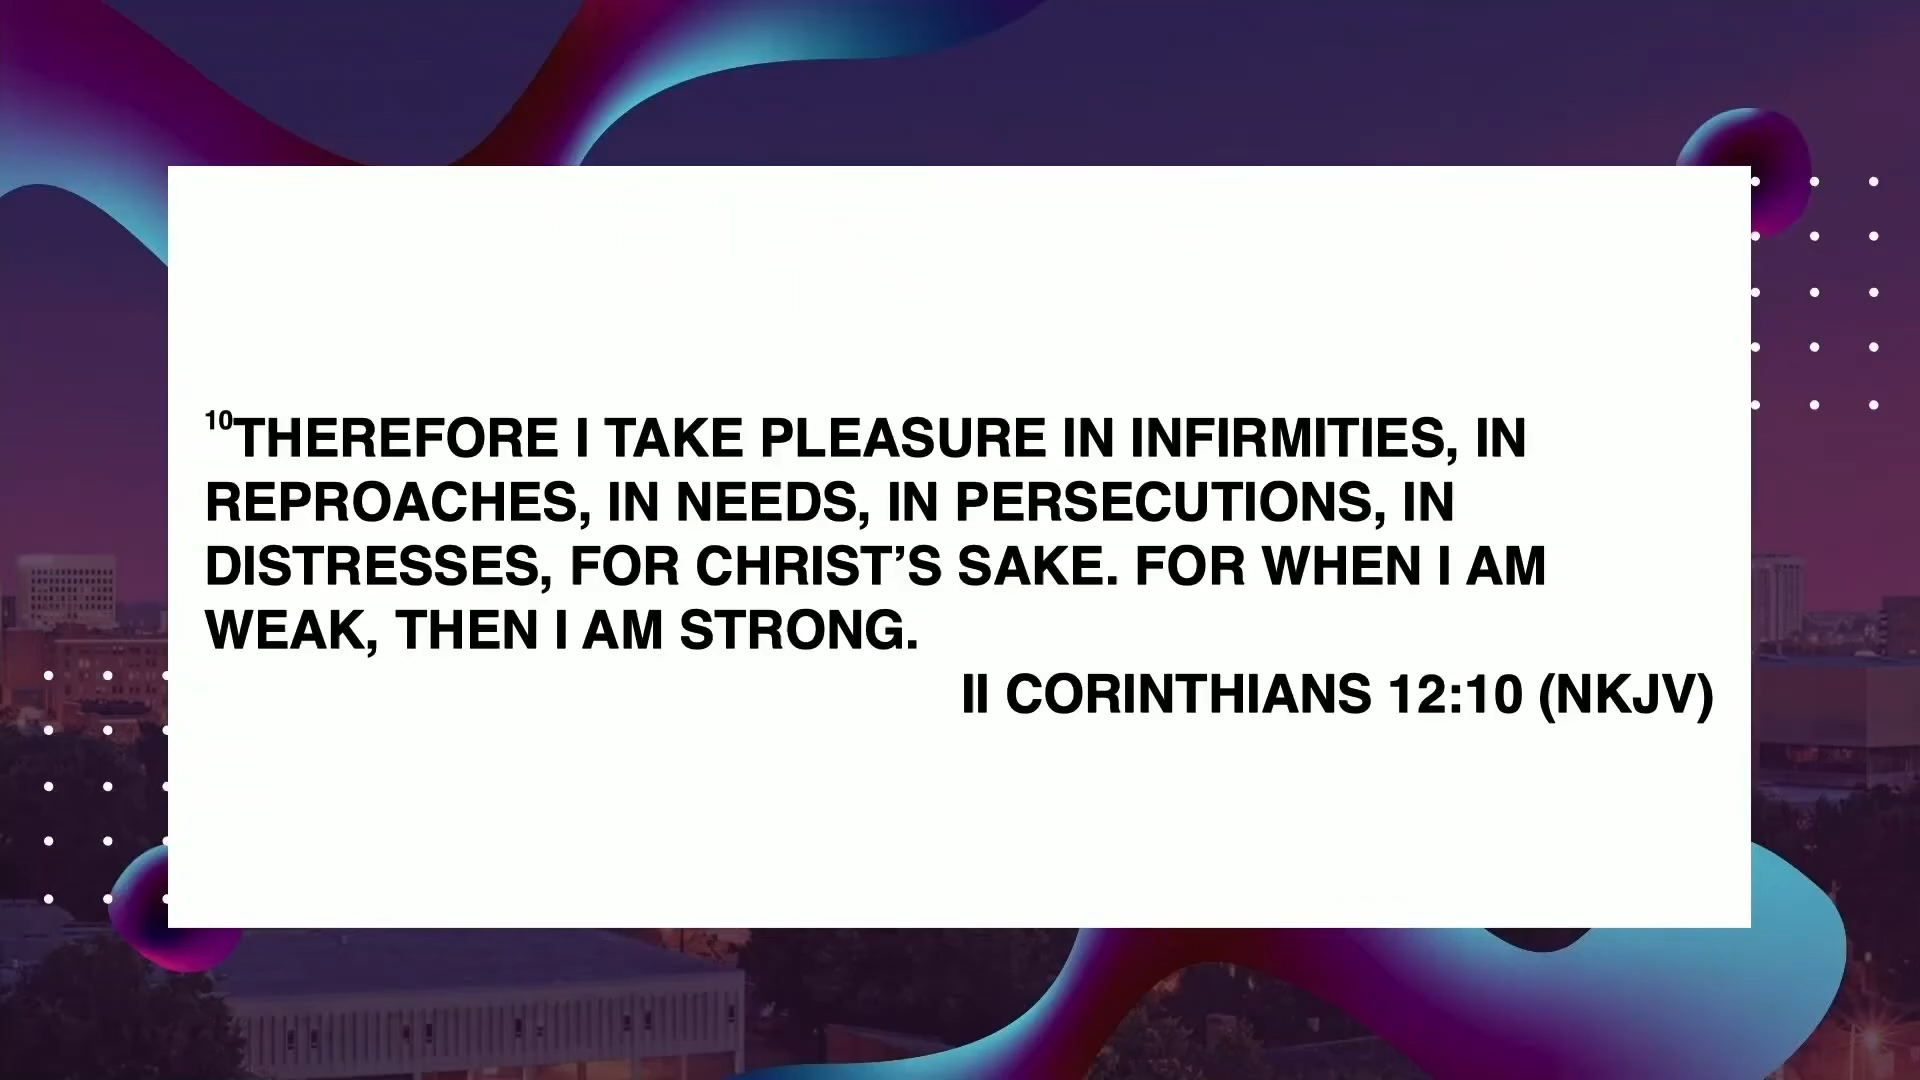 10THEREFORE I TAKE PLEASURE IN INFIRMITIES, IN
REPROACHES, IN NEEDS, IN PERSECUTIONS, IN
DISTRESSES, FOR CHRIST’S SAKE. FOR WHEN I AM
WEAK, THEN I AM STRONG.
II CORINTHIANS 12:10 (NKJV)